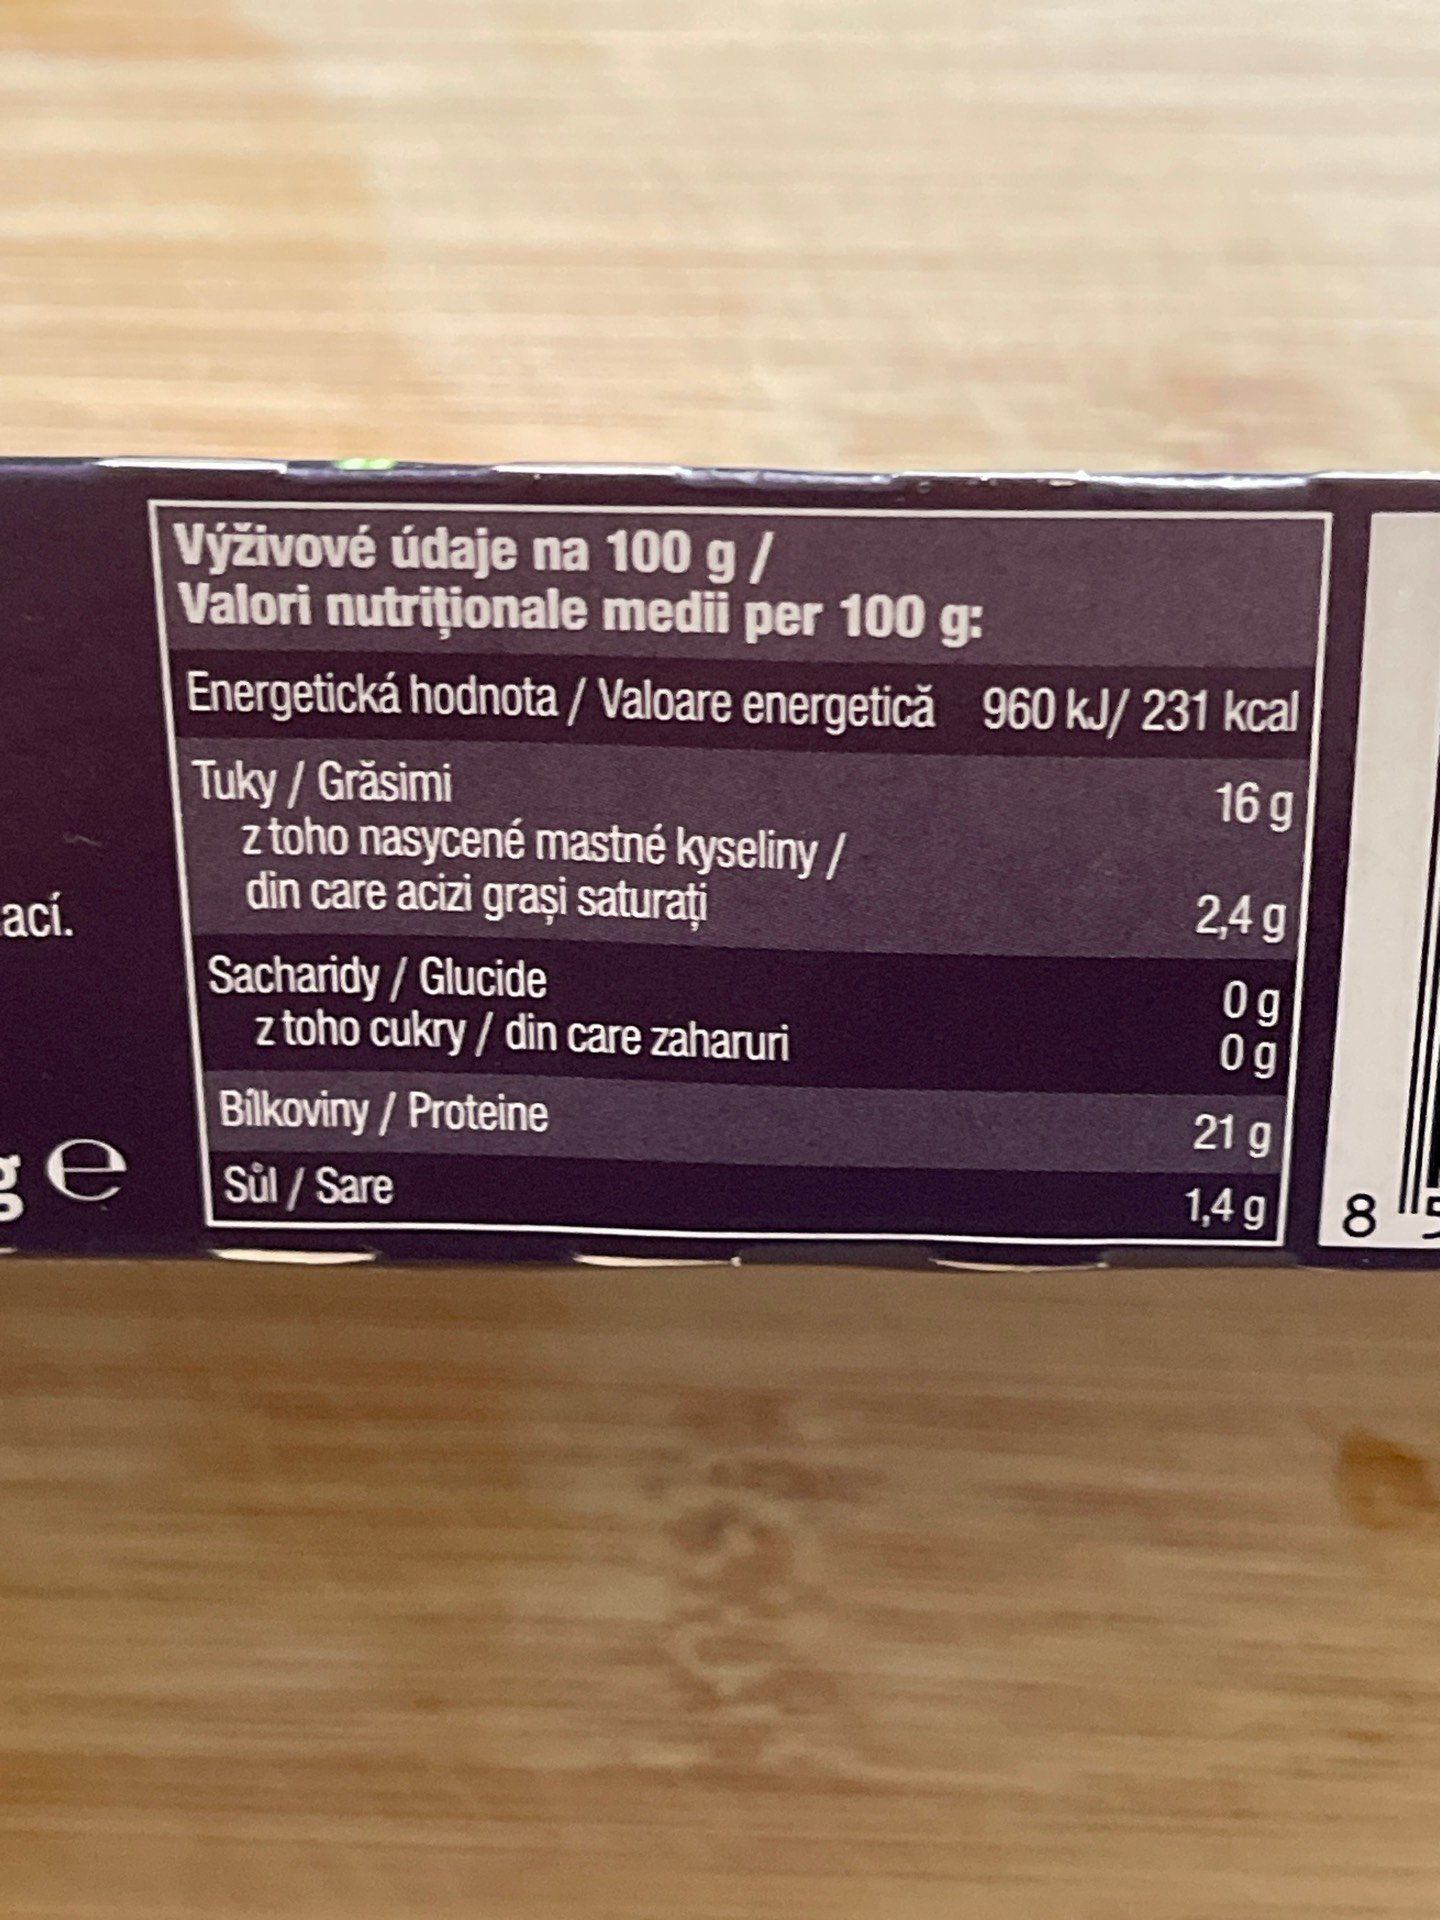 Výživové údaje na 100 g /
Valori nutriționale medii per 100 g:
Energetická hodnota / Valoare energetică 960 kJ/ 231 kcal
Tuky / Grăsimi 16 g
z toho nasycené mastné kyseliny /
din care acizi grași saturați 2,4 g
Sacharidy / Glucide 0 g
z toho cukry / din care zaharuri 0 g
Bílkoviny / Proteine 21 g
Sůl / Sare 1,4 g
ací.
g e
8 5